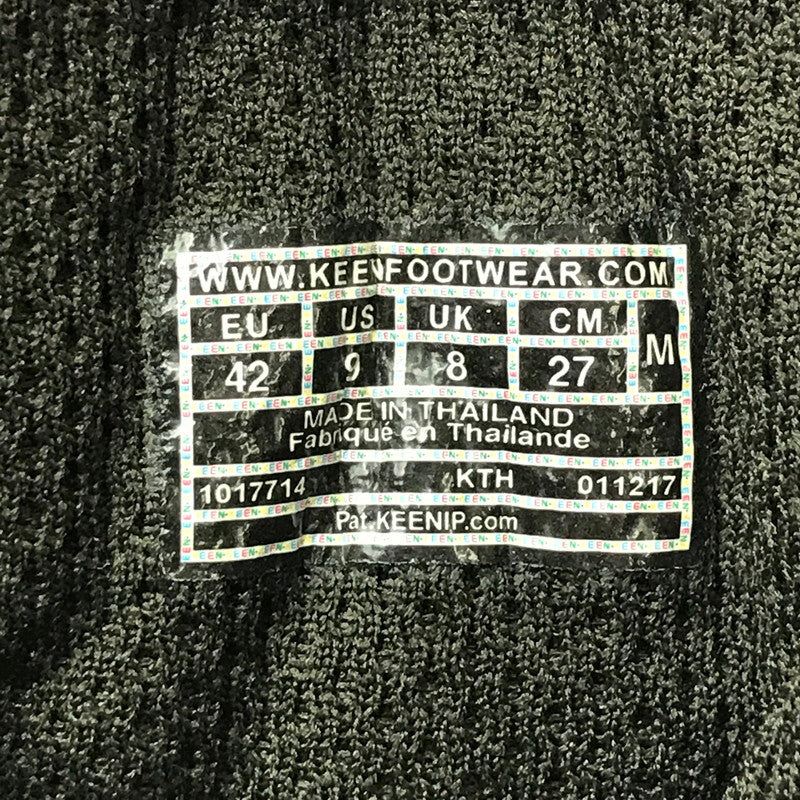 WWW.KEENFOOTWEAR.COM
EU US UK CM M
42 9 8 27
MADE IN THAILAND
Fabriqué en Thailande
1017714 KTH 011217
Pat.KEENIP.com